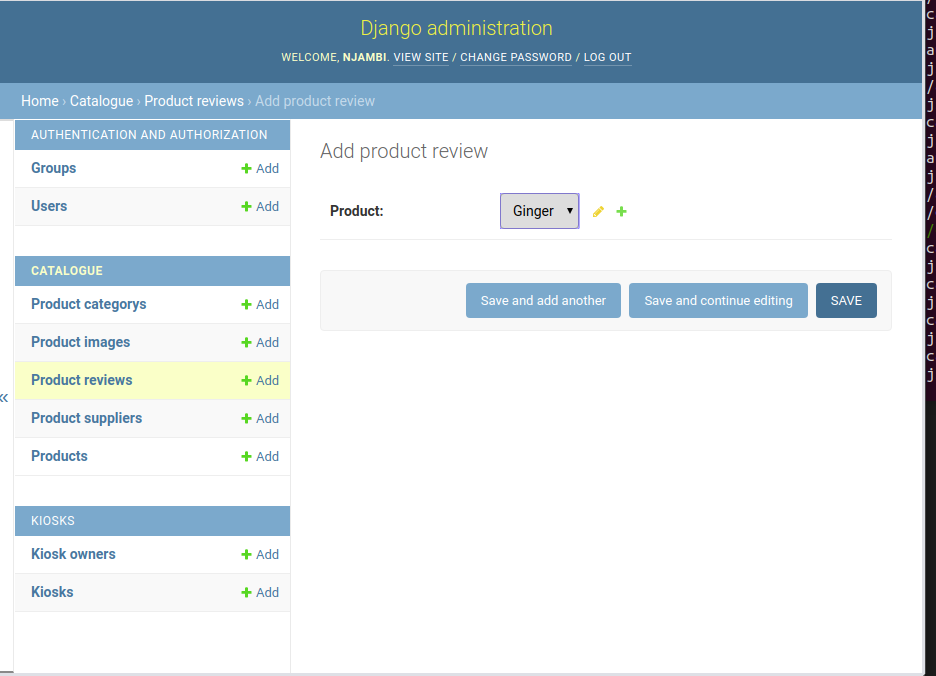 Django administration
WELCOME, NJAMBI. VIEW SITE / CHANGE PASSWORD / LOG OUT
Home › Catalogue › Product reviews › Add product review
AUTHENTICATION AND AUTHORIZATION
Groups + Add
Users + Add
CATALOGUE
Product categorys + Add
Product images + Add
Product reviews + Add
Product suppliers + Add
Products + Add
KIOSKS
Kiosk owners + Add
Kiosks + Add
«
Add product review
Product: Ginger
Save and add another Save and continue editing SAVE